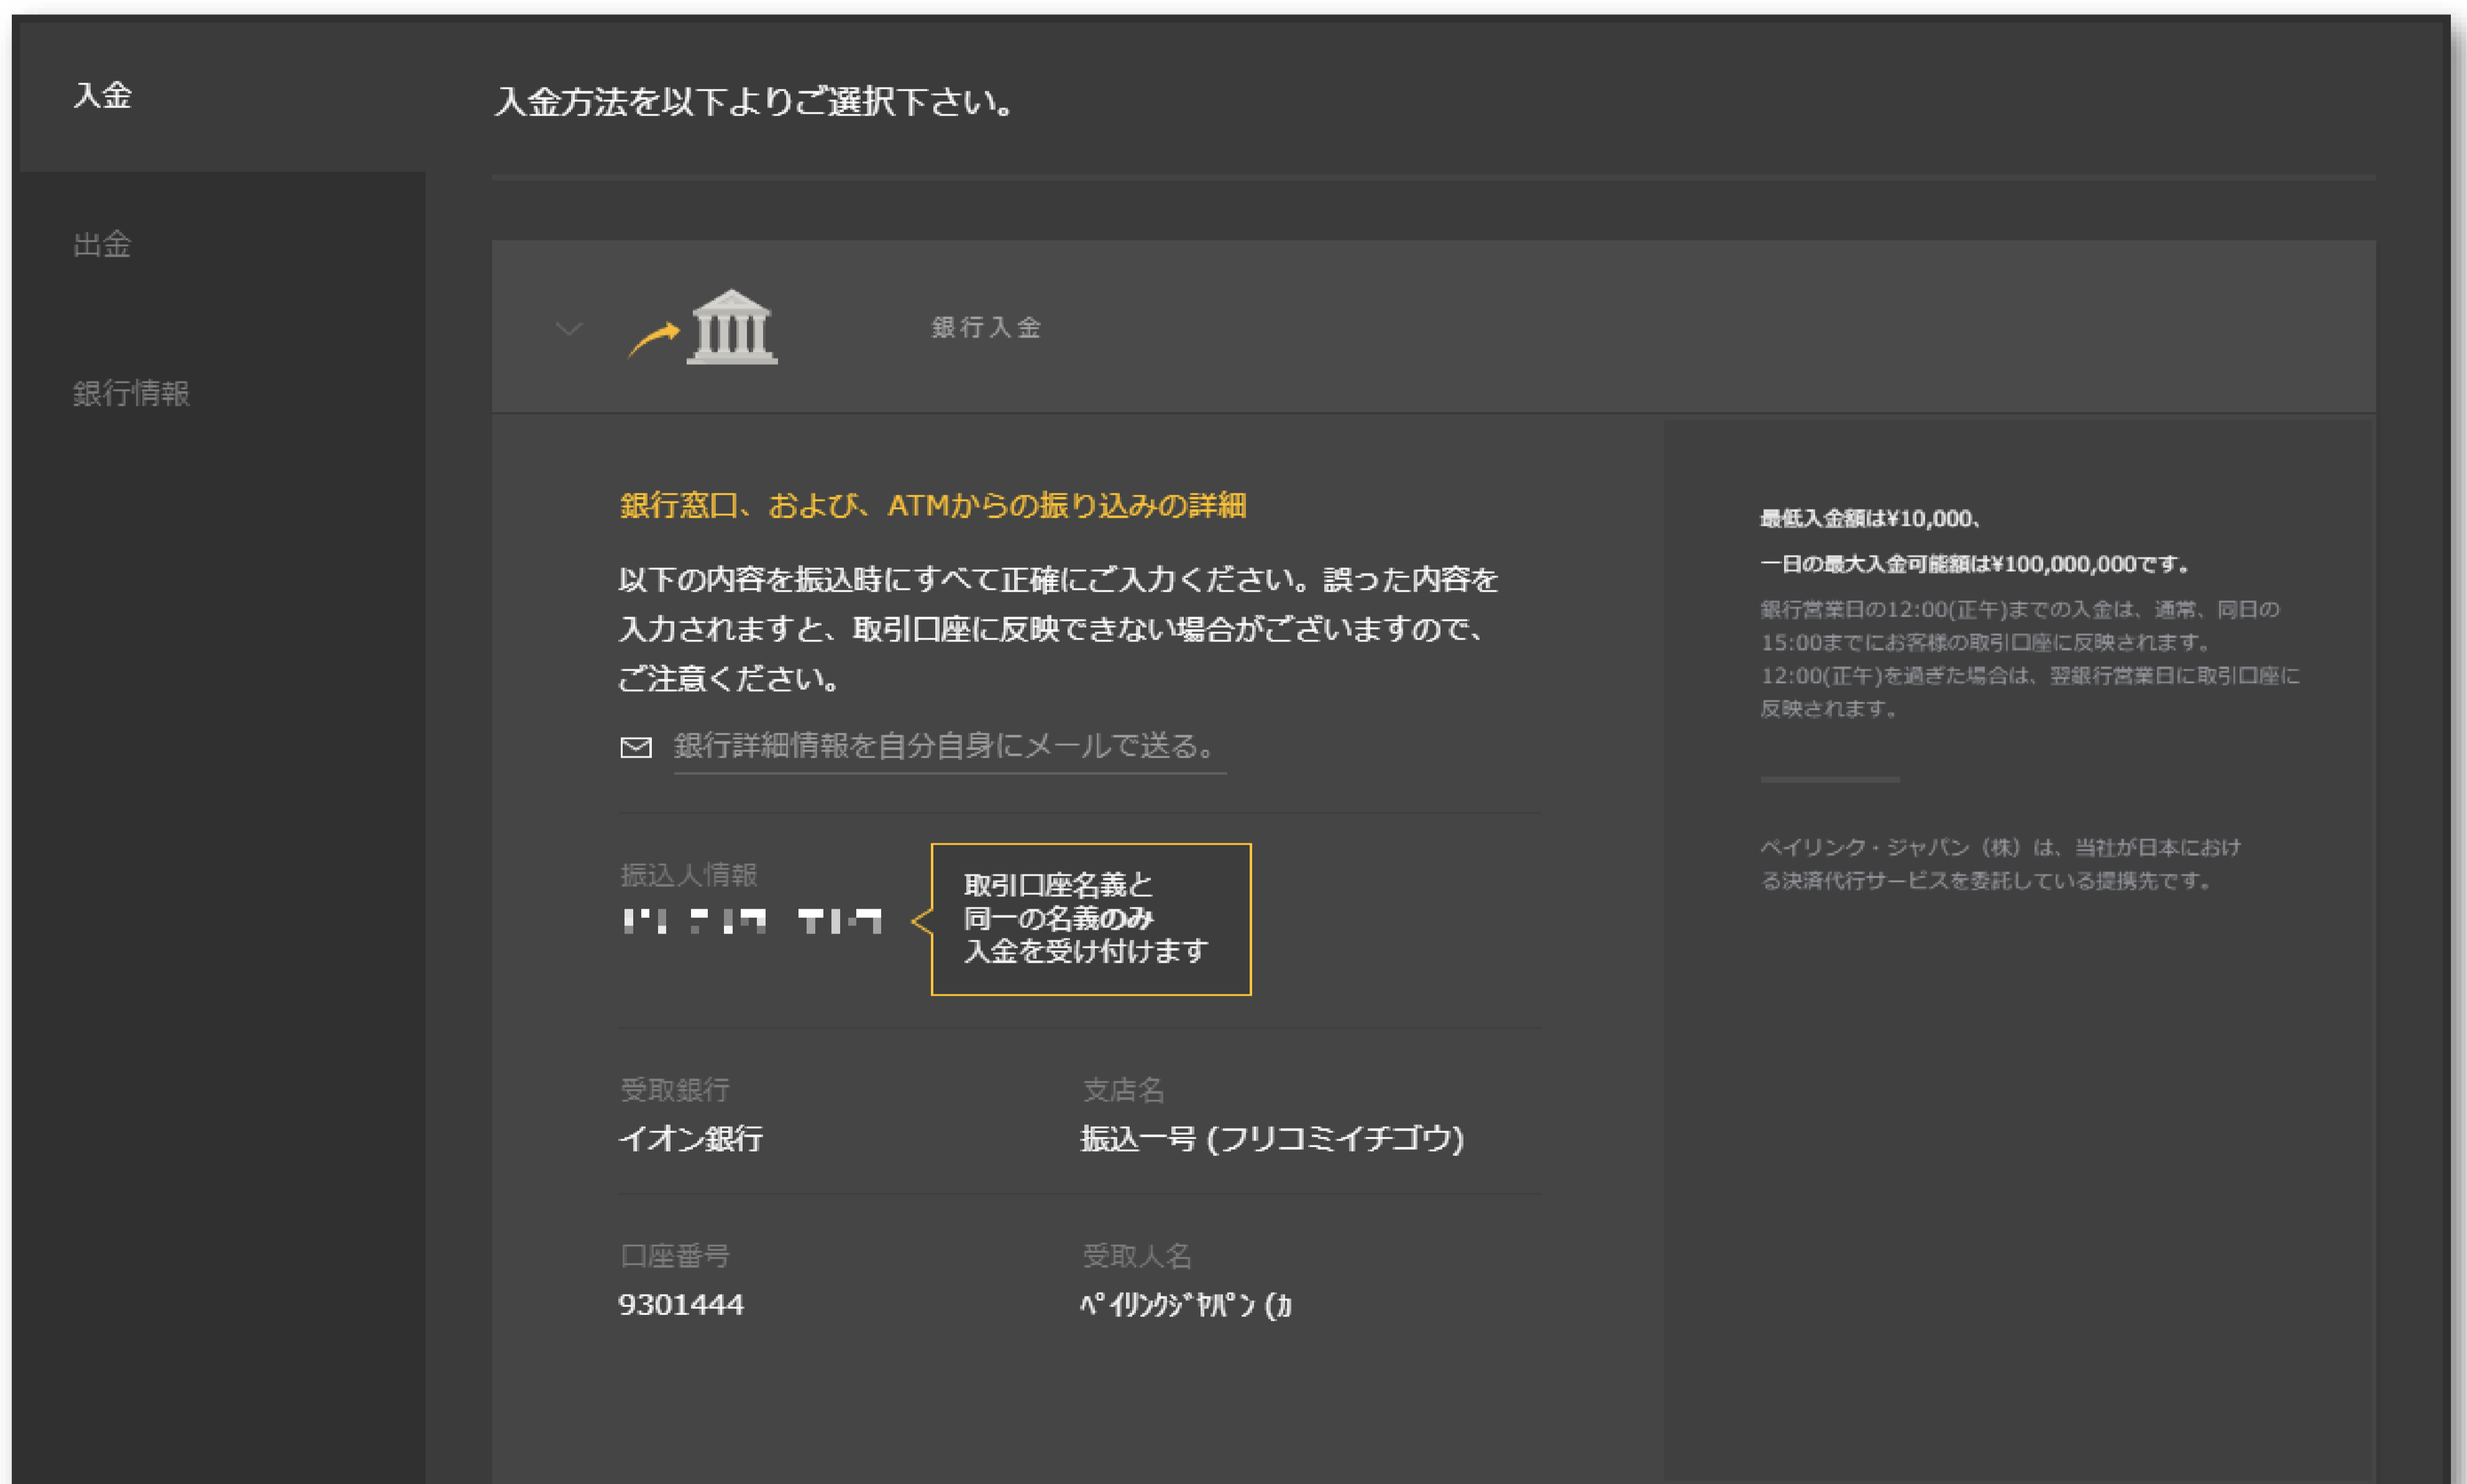 入金
入金方法を以下よりご選択下さい。
出金
銀行情報
銀行入金
銀行窓口、および、ATMからの振り込みの詳細
以下の内容を振込時にすべて正確にご入力ください。誤った内容を
入力されますと、取引口座に反映できない場合がございますので、
ご注意ください。
銀行詳細情報を自分自身にメールで送る。
振込人情報
取引口座名義と
同一の名義のみ
入金を受け付けます
受取銀行
支店名
イオン銀行
振込一号 (フリコミイチゴウ)
口座番号
受取人名
9301444
ﾍﾟｲﾘﾝｸｼﾞﾔﾊﾟﾝ (ｶ
最低入金額は¥10,000、
一日の最大入金可能額は¥100,000,000です。
銀行営業日の12:00(正午)までの入金は、通常、同日の
15:00までにお客様の取引口座に反映されます。
12:00(正午)を過ぎた場合は、翌銀行営業日に取引口座に
反映されます。
ペイリンク・ジャパン（株）は、当社が日本におけ
る決済代行サービスを委託している提携先です。